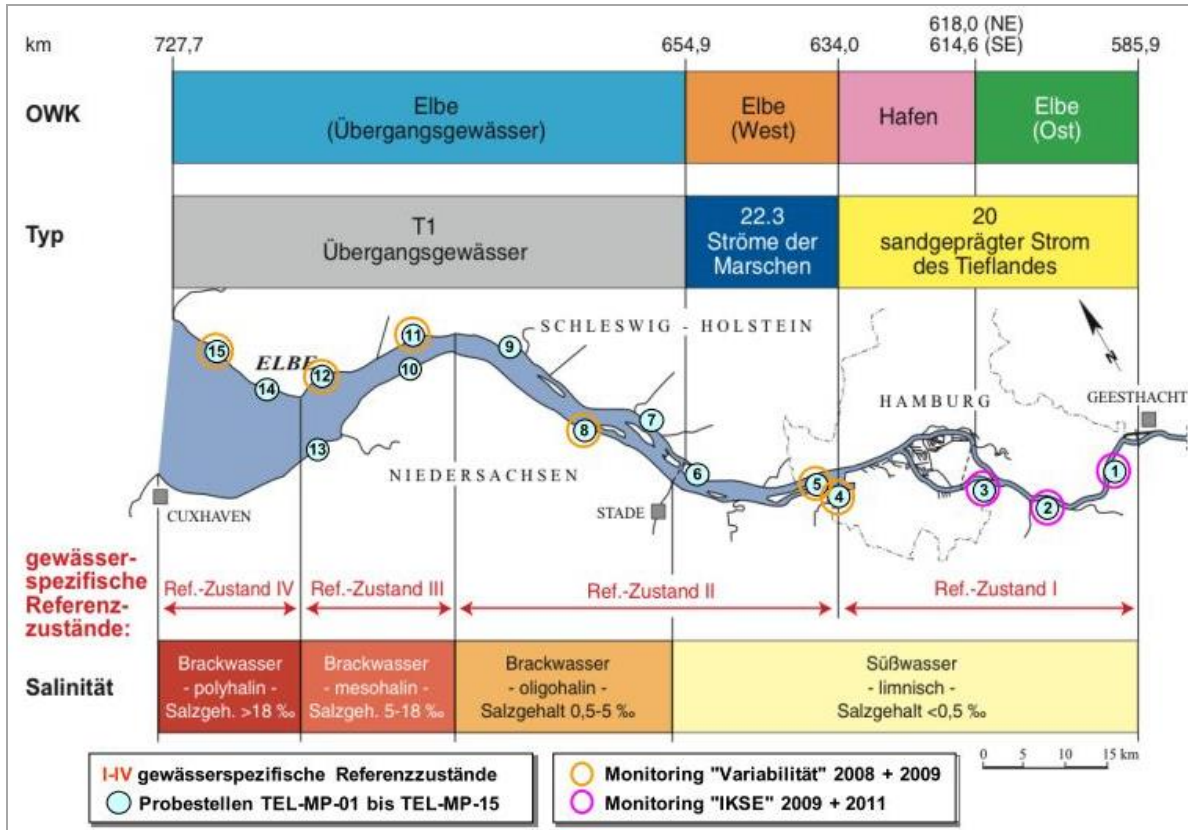 618,0 (NE)
km 727,7 654,9 634,0 614,6 (SE) 585,9
OWK
Elbe
(Übergangsgewässer)
Elbe
(West)
Hafen
Elbe
(Ost)
Typ
T1
Übergangsgewässer
22.3
Ströme der
Marschen
20
sandgeprägter Strom
des Tieflandes
SCHLESWIG - HOLSTEIN
N
ELBE
15
14
12
11
10
13
9
8
7
6
5
4
3
2
1
HAMBURG
GEESTHACHT
NIEDERSACHSEN
CUXHAVEN
STADE
gewässer-
spezifische
Referenz-
zustände:
Ref.-Zustand IV
Ref.-Zustand III
Ref.-Zustand II
Ref.-Zustand I
Salinität
Brackwasser
- polyhalin -
Salzgeh. >18 ‰
Brackwasser
- mesohalin -
Salzgeh. 5-18 ‰
Brackwasser
- oligohalin -
Salzgehalt 0,5-5 ‰
Süßwasser
- limnisch -
Salzgehalt <0,5 ‰
0 5 10 15 km
I-IV gewässerspezifische Referenzzustände
Probestellen TEL-MP-01 bis TEL-MP-15
Monitoring "Variabilität" 2008 + 2009
Monitoring "IKSE" 2009 + 2011